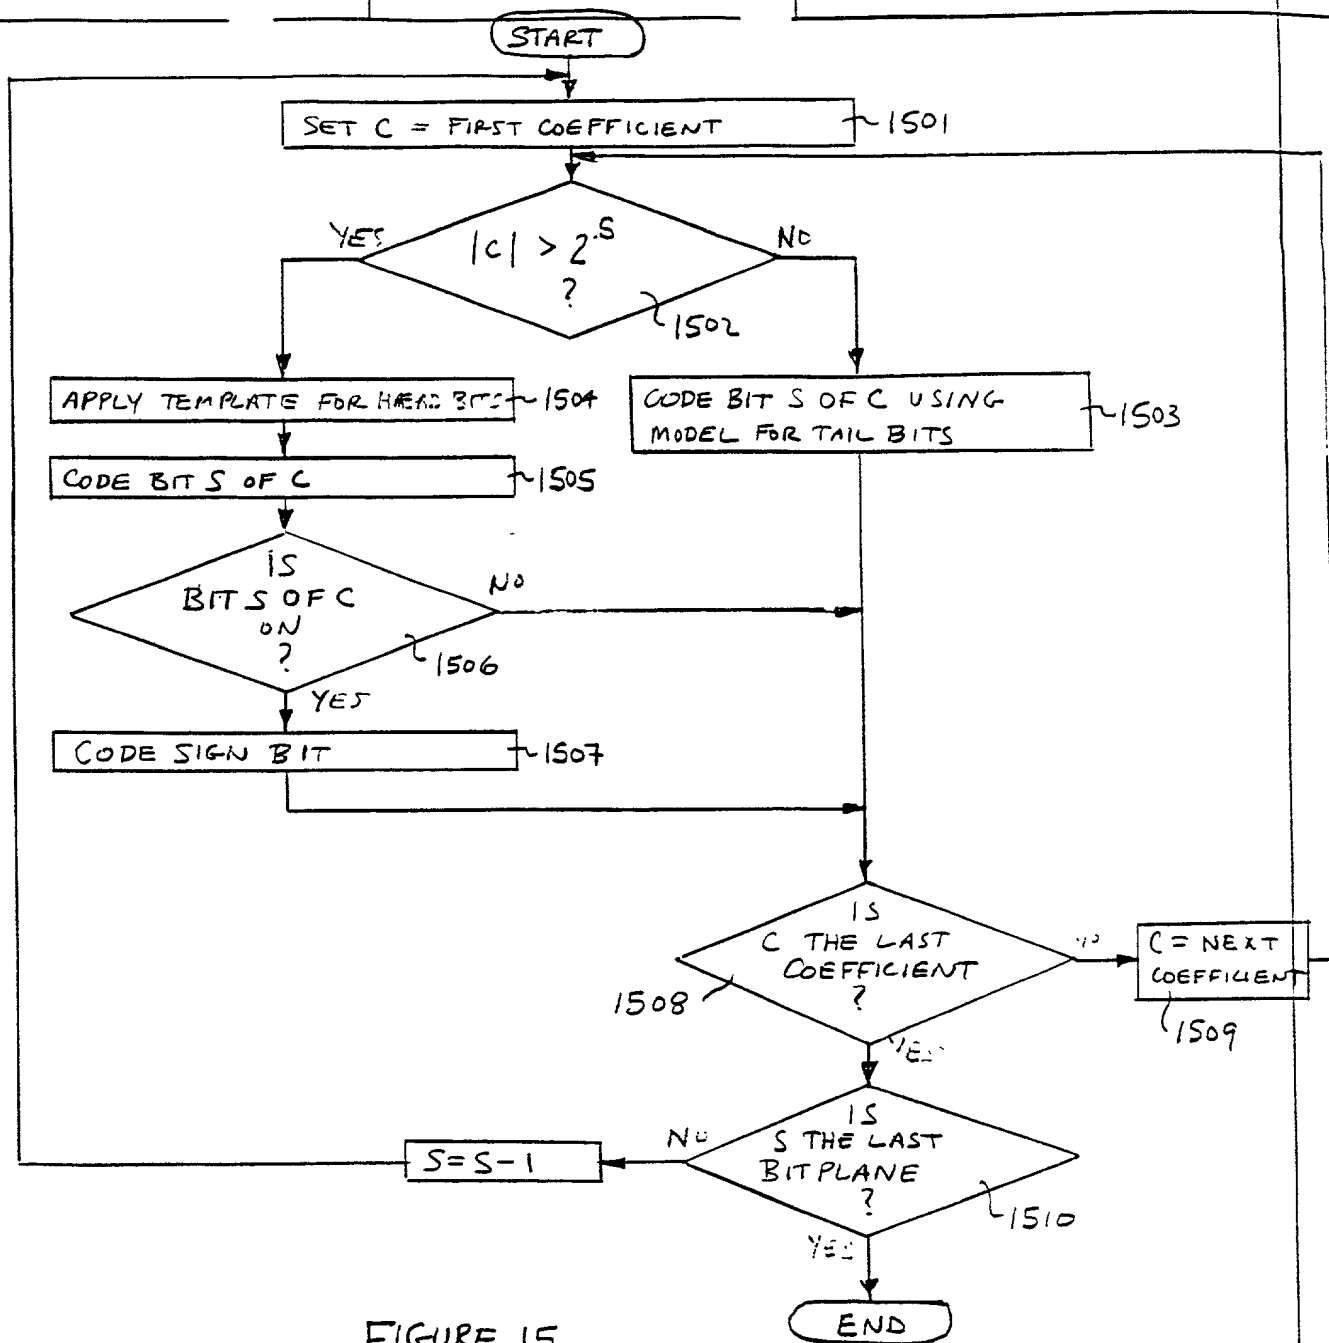 START
SET C = FIRST COEFFICIENT
1501
YES
|C| > 2^S
?
NO
1502
APPLY TEMPLATE FOR HEAD BITS
1504
CODE BIT S OF C USING
MODEL FOR TAIL BITS
1503
CODE BIT S OF C
1505
IS
BIT S OF C
ON
?
NO
1506
YES
CODE SIGN BIT
1507
IS
C THE LAST
COEFFICIENT
?
1508
NO
C = NEXT
COEFFICIENT
1509
YES
IS
S THE LAST
BITPLANE
?
NO
S=S-1
1510
YES
END
FIGURE 15